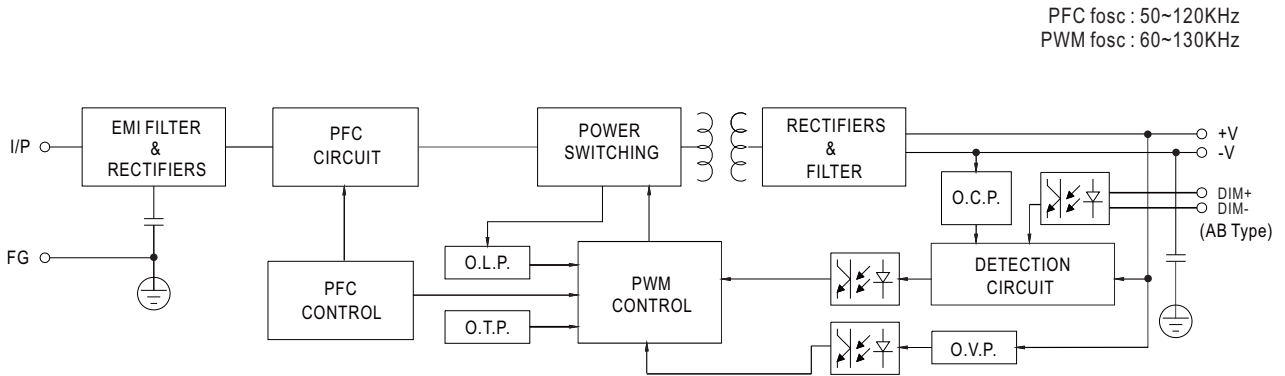 PFC fosc : 50~120KHz
PWM fosc : 60~130KHz
I/P
EMI FILTER
&
RECTIFIERS
PFC
CIRCUIT
POWER
SWITCHING
RECTIFIERS
&
FILTER
+V
-V
O.C.P.
DIM+
DIM-
(AB Type)
FG
O.L.P.
PFC
CONTROL
PWM
CONTROL
DETECTION
CIRCUIT
O.T.P.
O.V.P.